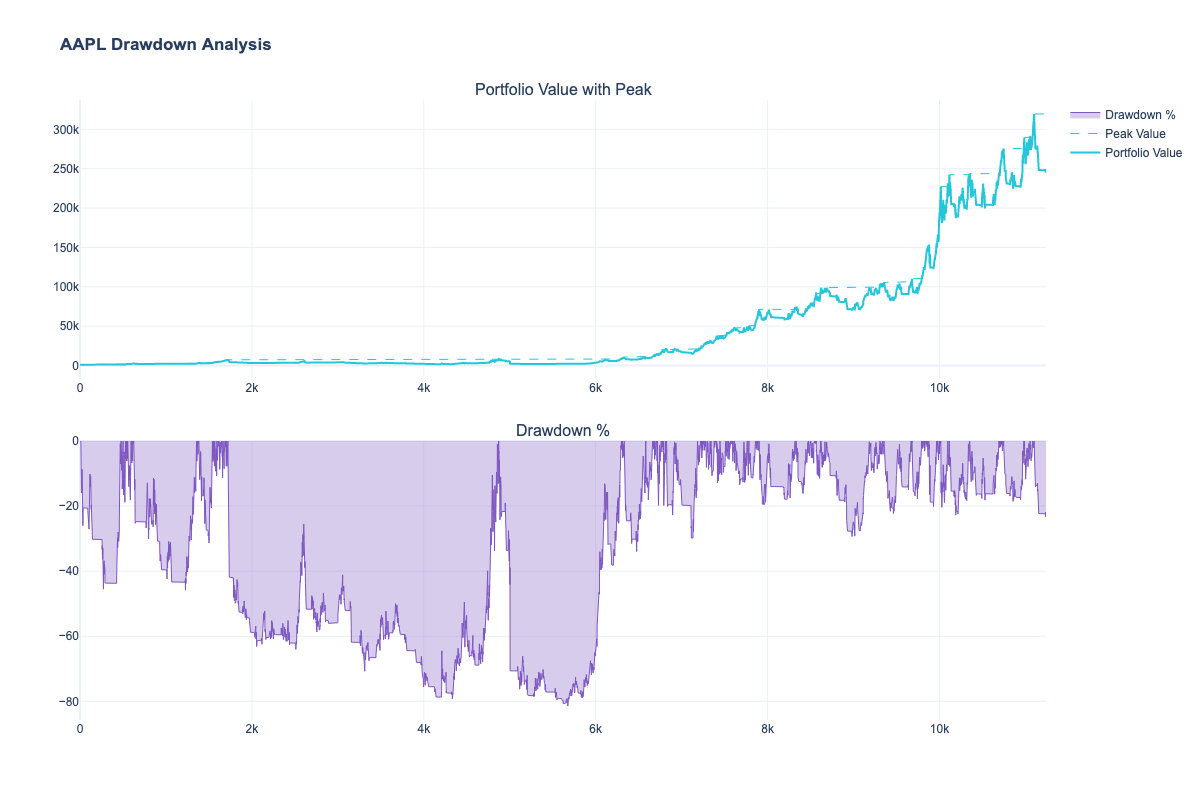 AAPL Drawdown Analysis
Portfolio Value with Peak
300k
250k
200k
150k
100k
50k
0
0
2k
4k
6k
8k
10k
Drawdown %
Peak Value
Portfolio Value
Drawdown %
0
−20
−40
−60
−80
0
2k
4k
6k
8k
10k